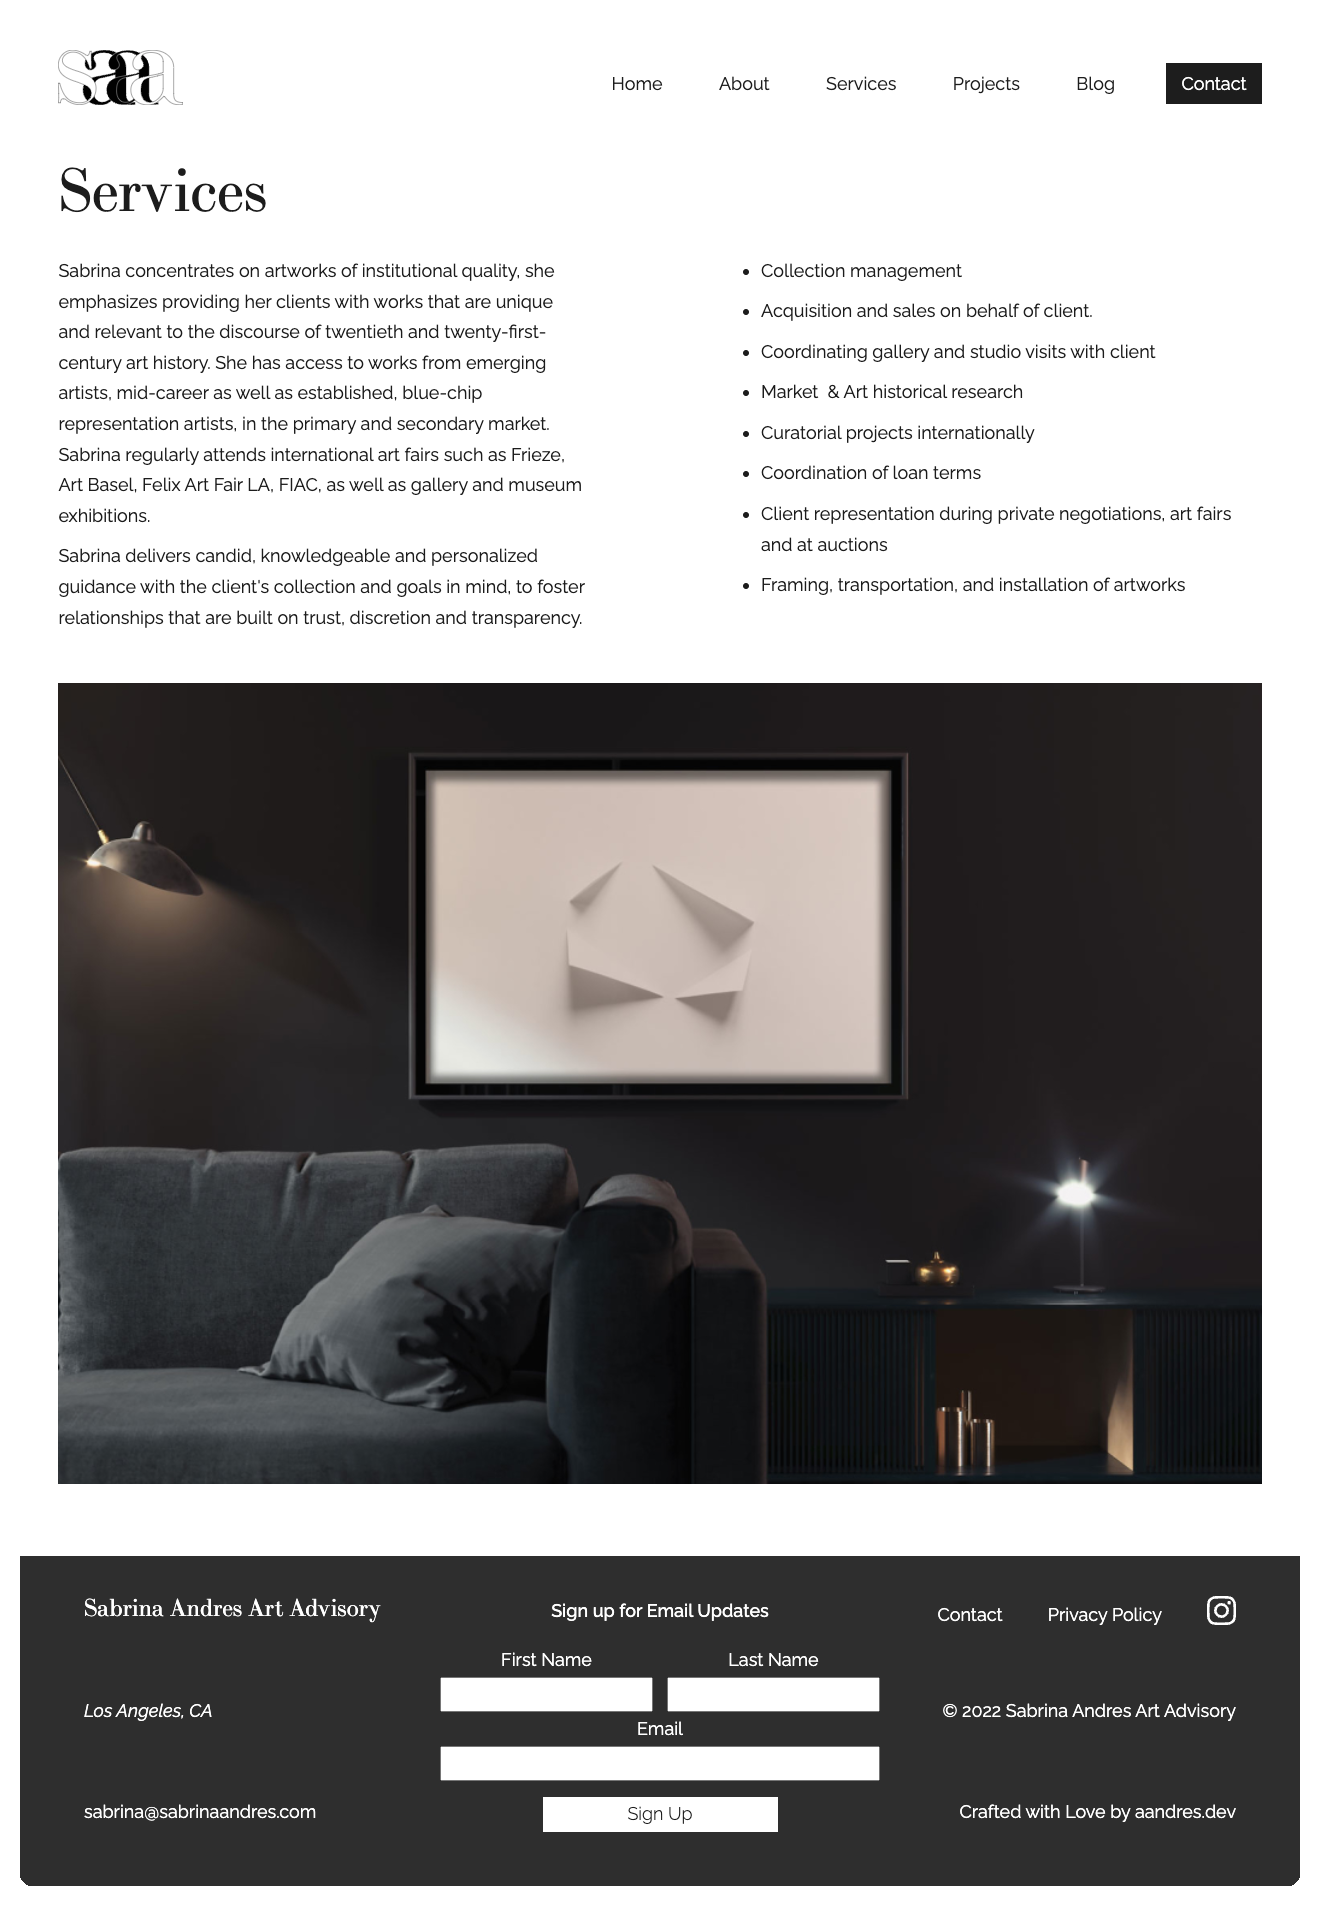 saa
Home
About
Services
Projects
Blog
Contact
Services
Sabrina concentrates on artworks of institutional quality, she
emphasizes providing her clients with works that are unique
and relevant to the discourse of twentieth and twenty-first-
century art history. She has access to works from emerging
artists, mid-career as well as established, blue-chip
representation artists, in the primary and secondary market.
Sabrina regularly attends international art fairs such as Frieze,
Art Basel, Felix Art Fair LA, FIAC, as well as gallery and museum
exhibitions.
Sabrina delivers candid, knowledgeable and personalized
guidance with the client's collection and goals in mind, to foster
relationships that are built on trust, discretion and transparency.
• Collection management
• Acquisition and sales on behalf of client.
• Coordinating gallery and studio visits with client
• Market  & Art historical research
• Curatorial projects internationally
• Coordination of loan terms
• Client representation during private negotiations, art fairs
and at auctions
• Framing, transportation, and installation of artworks
Sabrina Andres Art Advisory
Los Angeles, CA
sabrina@sabrinaandres.com
Sign up for Email Updates
First Name
Last Name
Email
Sign Up
Contact
Privacy Policy
© 2022 Sabrina Andres Art Advisory
Crafted with Love by aandres.dev